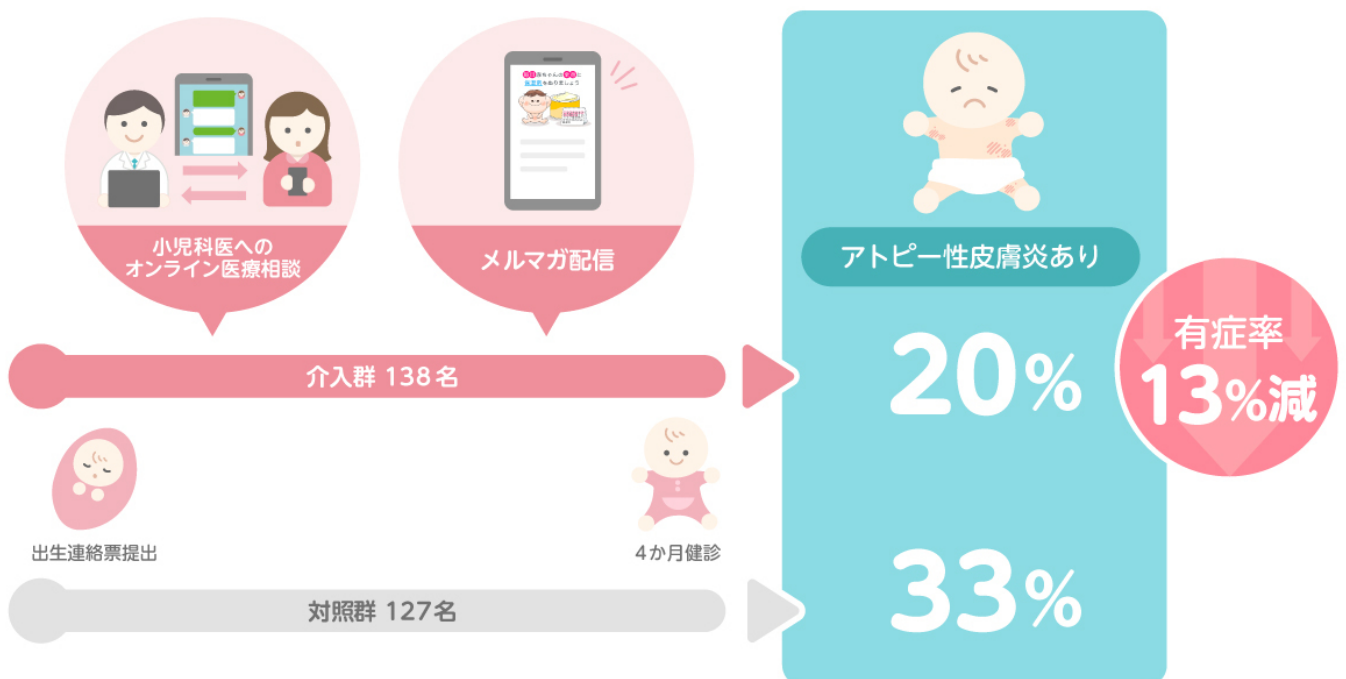 小児科医への
オンライン医療相談
メルマガ配信
介入群 138名
出生連絡票提出
4か月健診
対照群 127名
アトピー性皮膚炎あり
20%
33%
有症率
13%減